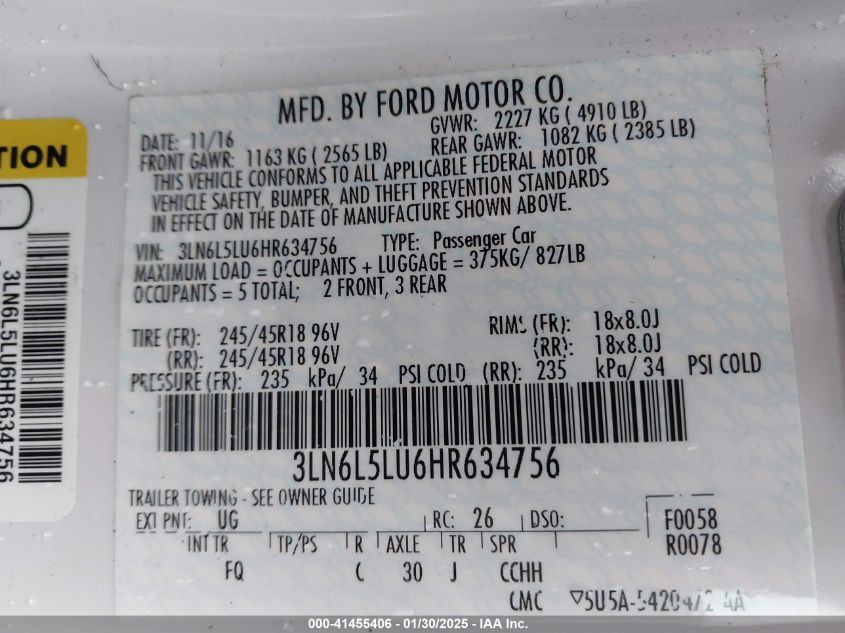 MFD. BY FORD MOTOR CO.
DATE: 11/16 GVWR: 2227 KG ( 4910 LB)
FRONT GAWR: 1163 KG ( 2565 LB) REAR GAWR: 1082 KG ( 2385 LB)
THIS VEHICLE CONFORMS TO ALL APPLICABLE FEDERAL MOTOR
VEHICLE SAFETY, BUMPER, AND THEFT PREVENTION STANDARDS
IN EFFECT ON THE DATE OF MANUFACTURE SHOWN ABOVE.
VIN: 3LN6L5LU6HR634756 TYPE: Passenger Car
MAXIMUM LOAD = OCCUPANTS + LUGGAGE = 375KG/ 827LB
OCCUPANTS = 5 TOTAL; 2 FRONT, 3 REAR
TIRE (FR): 245/45R18 96V RIMS (FR): 18x8.0J
(RR): 245/45R18 96V (RR): 18x8.0J
PRESSURE (FR): 235 kPa/ 34 PSI COLD (RR): 235 kPa/ 34 PSI COLD
3LN6L5LU6HR634756
TRAILER TOWING - SEE OWNER GUIDE
EXT PNT: UG RC: 26 DSO: F0058
INT TR TP/PS R AXLE TR SPR R0078
FQ C 30 J CCHH
CMC
TION
3LN6L5LU6HR634756
000-41455406 - 01/30/2025 - IAA Inc.